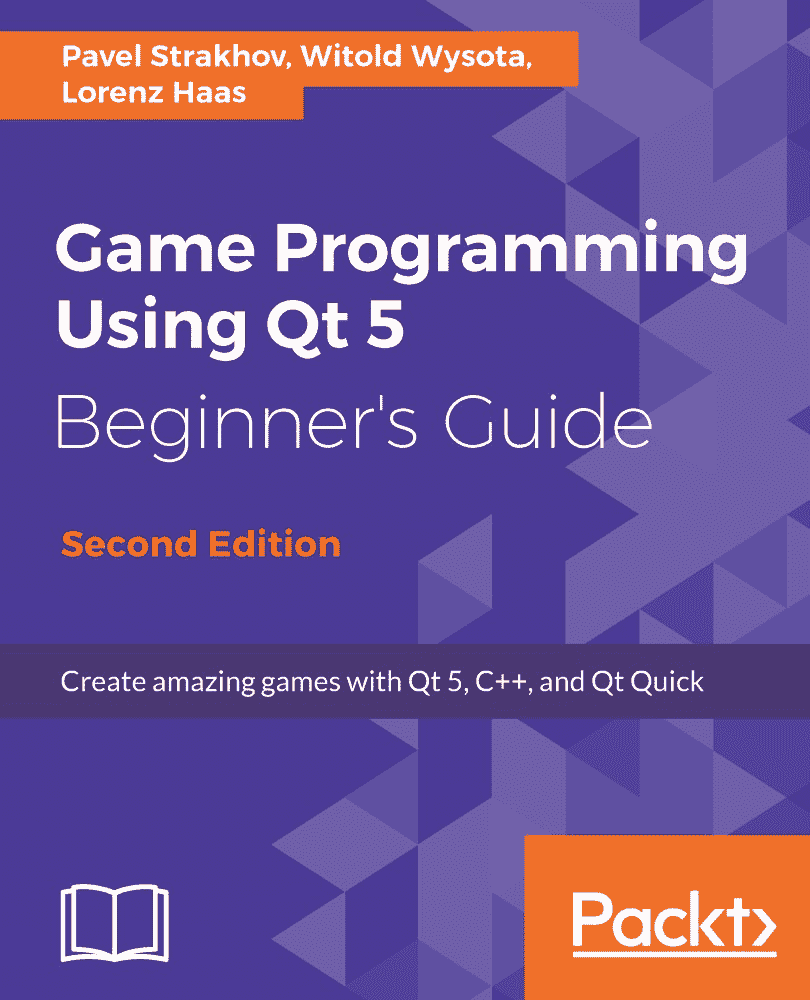 Pavel Strakhov, Witold Wysota,
Lorenz Haas
Game Programming
Using Qt 5
Beginner's Guide
Second Edition
Create amazing games with Qt 5, C++, and Qt Quick
Packt>